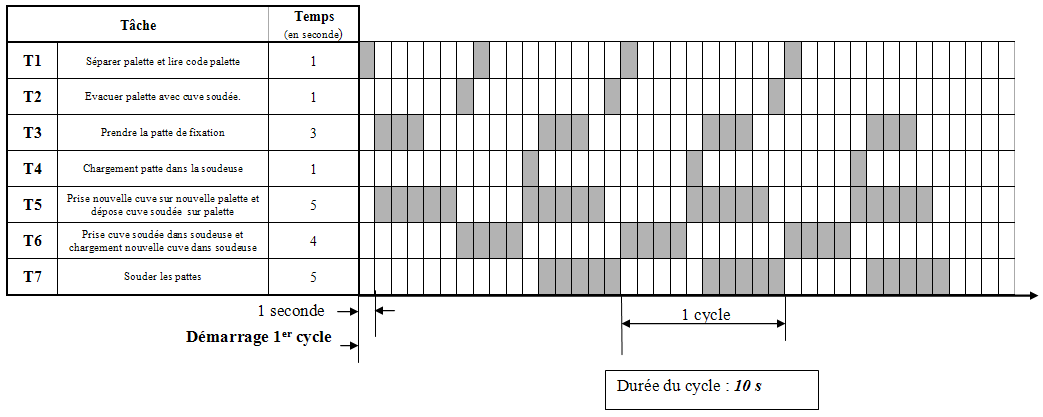 Tâche
Temps
(en seconde)
T1 Séparer palette et lire code palette 1
T2 Evacuer palette avec cuve soudée. 1
T3 Prendre la patte de fixation 3
T4 Chargement patte dans la soudeuse 1
T5 Prise nouvelle cuve sur nouvelle palette et
dépose cuve soudée sur palette 5
T6 Prise cuve soudée dans soudeuse et
chargement nouvelle cuve dans soudeuse 4
T7 Souder les pattes 5
1 seconde
1 cycle
Démarrage 1er cycle
Durée du cycle : 10 s